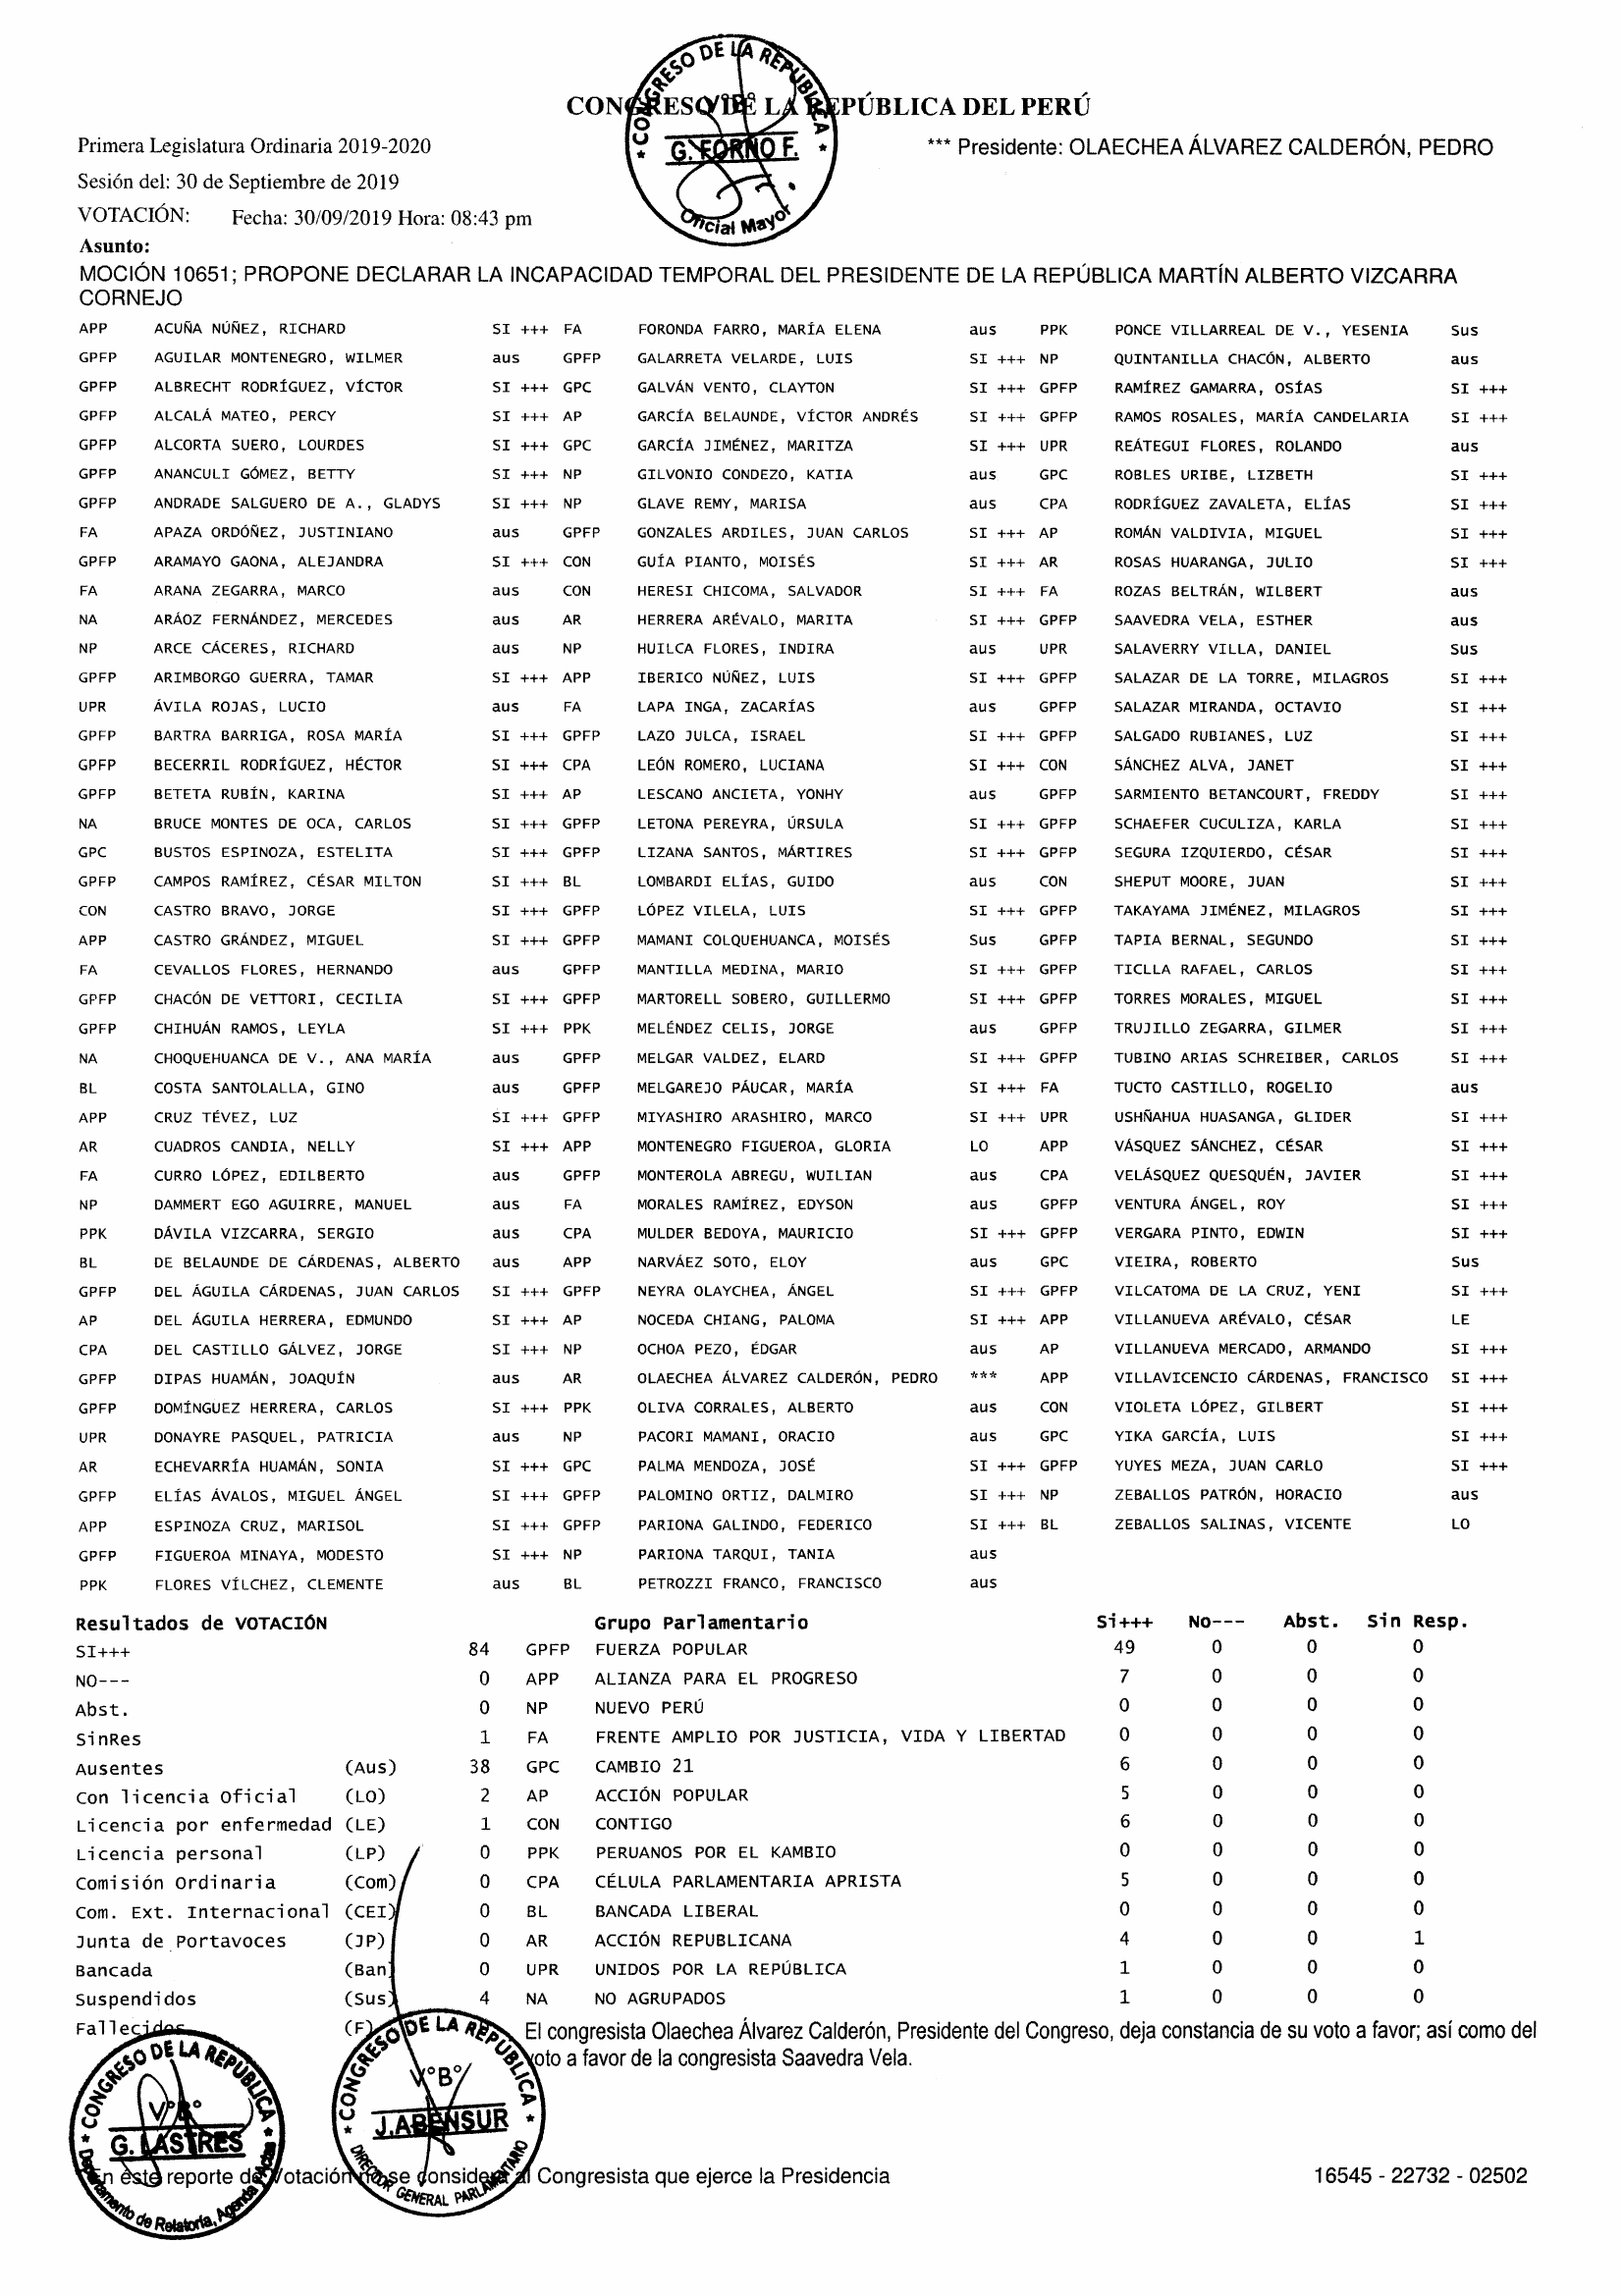 CONGRESO DE LA REPÚBLICA
V°B°
G. FORNO F.
Oficial Mayor
CONGRESO DE LA REPÚBLICA DEL PERÚ
Primera Legislatura Ordinaria 2019-2020
*** Presidente: OLAECHEA ÁLVAREZ CALDERÓN, PEDRO
Sesión del: 30 de Septiembre de 2019
VOTACIÓN: Fecha: 30/09/2019 Hora: 08:43 pm
Asunto:
MOCIÓN 10651; PROPONE DECLARAR LA INCAPACIDAD TEMPORAL DEL PRESIDENTE DE LA REPÚBLICA MARTÍN ALBERTO VIZCARRA
CORNEJO
APP ACUÑA NÚÑEZ, RICHARD SI +++ FA FORONDA FARRO, MARÍA ELENA aus PPK PONCE VILLARREAL DE V., YESENIA Sus
GPFP AGUILAR MONTENEGRO, WILMER aus GPFP GALARRETA VELARDE, LUIS SI +++ NP QUINTANILLA CHACÓN, ALBERTO aus
GPFP ALBRECHT RODRÍGUEZ, VÍCTOR SI +++ GPC GALVÁN VENTO, CLAYTON SI +++ GPFP RAMÍREZ GAMARRA, OSÍAS SI +++
GPFP ALCALÁ MATEO, PERCY SI +++ AP GARCÍA BELAUNDE, VÍCTOR ANDRÉS SI +++ GPFP RAMOS ROSALES, MARÍA CANDELARIA SI +++
GPFP ALCORTA SUERO, LOURDES SI +++ GPC GARCÍA JIMÉNEZ, MARITZA SI +++ UPR REÁTEGUI FLORES, ROLANDO aus
GPFP ANANCULI GÓMEZ, BETTY SI +++ NP GILVONIO CONDEZO, KATIA aus GPC ROBLES URIBE, LIZBETH SI +++
GPFP ANDRADE SALGUERO DE A., GLADYS SI +++ NP GLAVE REMY, MARISA aus CPA RODRÍGUEZ ZAVALETA, ELÍAS SI +++
FA APAZA ORDÓÑEZ, JUSTINIANO aus GPFP GONZALES ARDILES, JUAN CARLOS SI +++ AP ROMÁN VALDIVIA, MIGUEL SI +++
GPFP ARAMAYO GAONA, ALEJANDRA SI +++ CON GUÍA PIANTO, MOISÉS SI +++ AR ROSAS HUARANGA, JULIO SI +++
FA ARANA ZEGARRA, MARCO aus CON HERESI CHICOMA, SALVADOR SI +++ FA ROZAS BELTRÁN, WILBERT aus
NA ARÁOZ FERNÁNDEZ, MERCEDES aus AR HERRERA ARÉVALO, MARITA SI +++ GPFP SAAVEDRA VELA, ESTHER aus
NP ARCE CÁCERES, RICHARD aus NP HUILCA FLORES, INDIRA aus UPR SALAVERRY VILLA, DANIEL Sus
GPFP ARIMBORGO GUERRA, TAMAR SI +++ APP IBERICO NÚÑEZ, LUIS SI +++ GPFP SALAZAR DE LA TORRE, MILAGROS SI +++
UPR ÁVILA ROJAS, LUCIO aus FA LAPA INGA, ZACARÍAS aus GPFP SALAZAR MIRANDA, OCTAVIO SI +++
GPFP BARTRA BARRIGA, ROSA MARÍA SI +++ GPFP LAZO JULCA, ISRAEL SI +++ GPFP SALGADO RUBIANES, LUZ SI +++
GPFP BECERRIL RODRÍGUEZ, HÉCTOR SI +++ CPA LEÓN ROMERO, LUCIANA SI +++ CON SÁNCHEZ ALVA, JANET SI +++
GPFP BETETA RUBÍN, KARINA SI +++ AP LESCANO ANCIETA, YONHY aus GPFP SARMIENTO BETANCOURT, FREDDY SI +++
NA BRUCE MONTES DE OCA, CARLOS SI +++ GPFP LETONA PEREYRA, ÚRSULA SI +++ GPFP SCHAEFER CUCULIZA, KARLA SI +++
GPC BUSTOS ESPINOZA, ESTELITA SI +++ GPFP LIZANA SANTOS, MÁRTIRES SI +++ GPFP SEGURA IZQUIERDO, CÉSAR SI +++
GPFP CAMPOS RAMÍREZ, CÉSAR MILTON SI +++ BL LOMBARDI ELÍAS, GUIDO aus CON SHEPUT MOORE, JUAN SI +++
CON CASTRO BRAVO, JORGE SI +++ GPFP LÓPEZ VILELA, LUIS SI +++ GPFP TAKAYAMA JIMÉNEZ, MILAGROS SI +++
APP CASTRO GRÁNDEZ, MIGUEL SI +++ GPFP MAMANI COLQUEHUANCA, MOISÉS Sus GPFP TAPIA BERNAL, SEGUNDO SI +++
FA CEVALLOS FLORES, HERNANDO aus GPFP MANTILLA MEDINA, MARIO SI +++ GPFP TICLLA RAFAEL, CARLOS SI +++
GPFP CHACÓN DE VETTORI, CECILIA SI +++ GPFP MARTORELL SOBERO, GUILLERMO SI +++ GPFP TORRES MORALES, MIGUEL SI +++
GPFP CHIHUÁN RAMOS, LEYLA SI +++ PPK MELÉNDEZ CELIS, JORGE aus GPFP TRUJILLO ZEGARRA, GILMER SI +++
NA CHOQUEHUANCA DE V., ANA MARÍA aus GPFP MELGAR VALDEZ, ELARD SI +++ GPFP TUBINO ARIAS SCHREIBER, CARLOS SI +++
BL COSTA SANTOLALLA, GINO aus GPFP MELGAREJO PÁUCAR, MARÍA SI +++ FA TUCTO CASTILLO, ROGELIO aus
APP CRUZ TÉVEZ, LUZ SI +++ GPFP MIYASHIRO ARASHIRO, MARCO SI +++ UPR USHÑAHUA HUASANGA, GLIDER SI +++
AR CUADROS CANDIA, NELLY SI +++ APP MONTENEGRO FIGUEROA, GLORIA LO APP VÁSQUEZ SÁNCHEZ, CÉSAR SI +++
FA CURRO LÓPEZ, EDILBERTO aus GPFP MONTEROLA ABREGU, WUILIAN aus CPA VELÁSQUEZ QUESQUÉN, JAVIER SI +++
NP DAMMERT EGO AGUIRRE, MANUEL aus FA MORALES RAMÍREZ, EDYSON aus GPFP VENTURA ÁNGEL, ROY SI +++
PPK DÁVILA VIZCARRA, SERGIO aus CPA MULDER BEDOYA, MAURICIO SI +++ GPFP VERGARA PINTO, EDWIN SI +++
BL DE BELAUNDE DE CÁRDENAS, ALBERTO aus APP NARVÁEZ SOTO, ELOY aus GPC VIEIRA, ROBERTO Sus
GPFP DEL ÁGUILA CÁRDENAS, JUAN CARLOS SI +++ GPFP NEYRA OLAYCHEA, ÁNGEL SI +++ GPFP VILCATOMA DE LA CRUZ, YENI SI +++
AP DEL ÁGUILA HERRERA, EDMUNDO SI +++ AP NOCEDA CHIANG, PALOMA SI +++ APP VILLANUEVA ARÉVALO, CÉSAR LE
CPA DEL CASTILLO GÁLVEZ, JORGE SI +++ NP OCHOA PEZO, ÉDGAR aus AP VILLANUEVA MERCADO, ARMANDO SI +++
GPFP DIPAS HUAMÁN, JOAQUÍN aus AR OLAECHEA ÁLVAREZ CALDERÓN, PEDRO *** APP VILLAVICENCIO CÁRDENAS, FRANCISCO SI +++
GPFP DOMÍNGUEZ HERRERA, CARLOS SI +++ PPK OLIVA CORRALES, ALBERTO aus CON VIOLETA LÓPEZ, GILBERT SI +++
UPR DONAYRE PASQUEL, PATRICIA aus NP PACORI MAMANI, ORACIO aus GPC YIKA GARCÍA, LUIS SI +++
AR ECHEVARRÍA HUAMÁN, SONIA SI +++ GPC PALMA MENDOZA, JOSÉ SI +++ GPFP YUYES MEZA, JUAN CARLO SI +++
GPFP ELÍAS ÁVALOS, MIGUEL ÁNGEL SI +++ GPFP PALOMINO ORTIZ, DALMIRO SI +++ NP ZEBALLOS PATRÓN, HORACIO aus
APP ESPINOZA CRUZ, MARISOL SI +++ GPFP PARIONA GALINDO, FEDERICO SI +++ BL ZEBALLOS SALINAS, VICENTE LO
GPFP FIGUEROA MINAYA, MODESTO SI +++ NP PARIONA TARQUI, TANIA aus
PPK FLORES VÍLCHEZ, CLEMENTE aus BL PETROZZI FRANCO, FRANCISCO aus
Resultados de VOTACIÓN Grupo Parlamentario Si+++ No--- Abst. Sin Resp.
SI+++ 84 GPFP FUERZA POPULAR 49 0 0 0
NO--- 0 APP ALIANZA PARA EL PROGRESO 7 0 0 0
Abst. 0 NP NUEVO PERÚ 0 0 0 0
SinRes 1 FA FRENTE AMPLIO POR JUSTICIA, VIDA Y LIBERTAD 0 0 0 0
Ausentes (Aus) 38 GPC CAMBIO 21 6 0 0 0
Con licencia Oficial (LO) 2 AP ACCIÓN POPULAR 5 0 0 0
Licencia por enfermedad (LE) 1 CON CONTIGO 6 0 0 0
Licencia personal (LP) 0 PPK PERUANOS POR EL KAMBIO 0 0 0 0
Comisión Ordinaria (Com) 0 CPA CÉLULA PARLAMENTARIA APRISTA 5 0 0 0
Com. Ext. Internacional (CEI) 0 BL BANCADA LIBERAL 0 0 0 0
Junta de Portavoces (JP) 0 AR ACCIÓN REPUBLICANA 4 0 0 1
Bancada (Ban) 0 UPR UNIDOS POR LA REPÚBLICA 1 0 0 0
Suspendidos (Sus) 4 NA NO AGRUPADOS 1 0 0 0
Fallecidos (F)
El congresista Olaechea Álvarez Calderón, Presidente del Congreso, deja constancia de su voto a favor; así como del
voto a favor de la congresista Saavedra Vela.
CONGRESO DE LA REPUBLICA
V°B°
G. LASTRES
Departamento de Relatoría, Agenda y Actas
CONGRESO DE LA REPÚBLICA
V°B°
J. ABENSUR
DIRECTOR GENERAL PARLAMENTARIO
En este reporte de Votación no se considera al Congresista que ejerce la Presidencia
16545 - 22732 - 02502